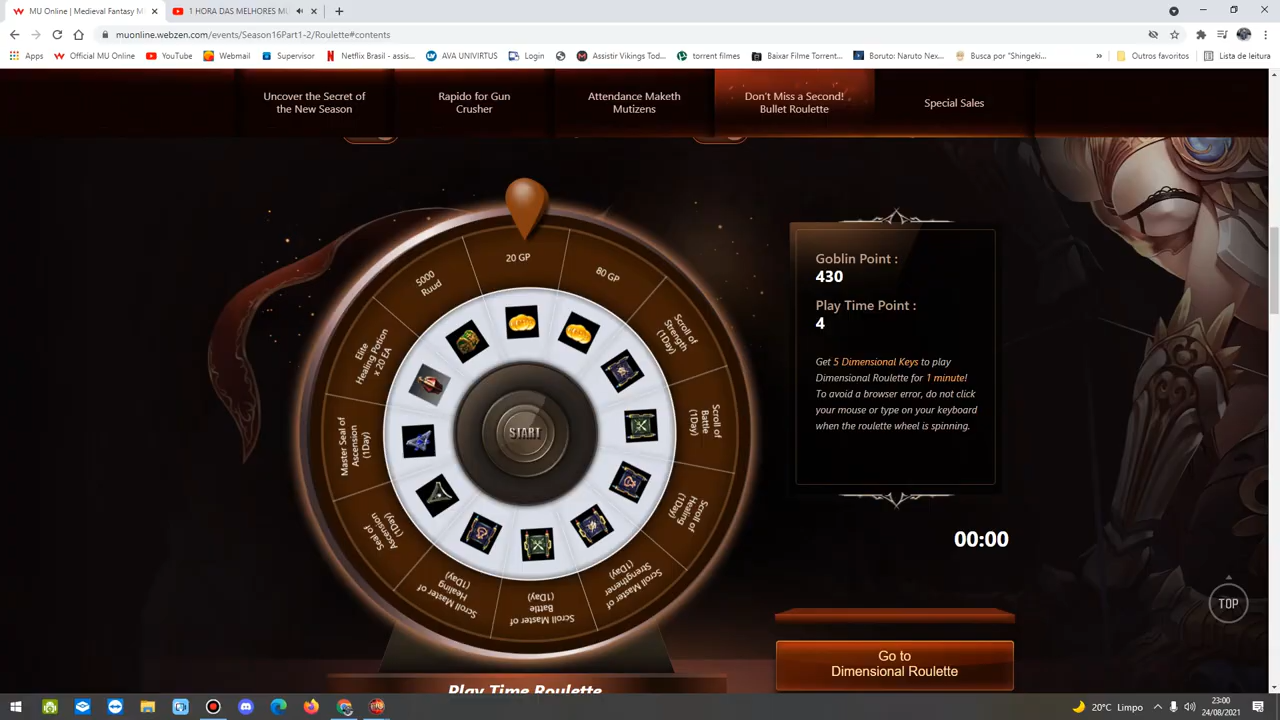 MU Online | Medieval Fantasy M
1 HORA DAS MELHORES MU
muonline.webzen.com/events/Season16Part1-2/Roulette#contents
Apps
Official MU Online
YouTube
Webmail
Supervisor
Netflix Brasil - assis...
AVA UNIVIRTUS
Login
Assistir Vikings Tod...
torrent filmes
Baixar Filme Torrent...
Boruto: Naruto Nex...
Busca por "Shingeki...
»
Outros favoritos
Lista de leitura
Uncover the Secret of
the New Season
Rapido for Gun
Crusher
Attendance Maketh
Mutizens
Don't Miss a Second!
Bullet Roulette
Special Sales
20 GP
80 GP
Scroll of
Strength
(1Day)
Scroll of
Battle
(1Day)
Scroll of
Healing
(1Day)
Scroll Master of
Strengthener
(1Day)
Scroll Master of
Battle
(1Day)
Scroll Master of
Healing
(1Day)
Seal of
Ascension
(1Day)
Master Seal of
Ascension
(1Day)
Elite
Healing Potion
x 20 EA
5000
Ruud
START
Play Time Roulette
Goblin Point :
430
Play Time Point :
4
Get 5 Dimensional Keys to play
Dimensional Roulette for 1 minute!
To avoid a browser error, do not click
your mouse or type on your keyboard
when the roulette wheel is spinning.
00:00
Go to
Dimensional Roulette
TOP
20°C Limpo
23:00
24/08/2021